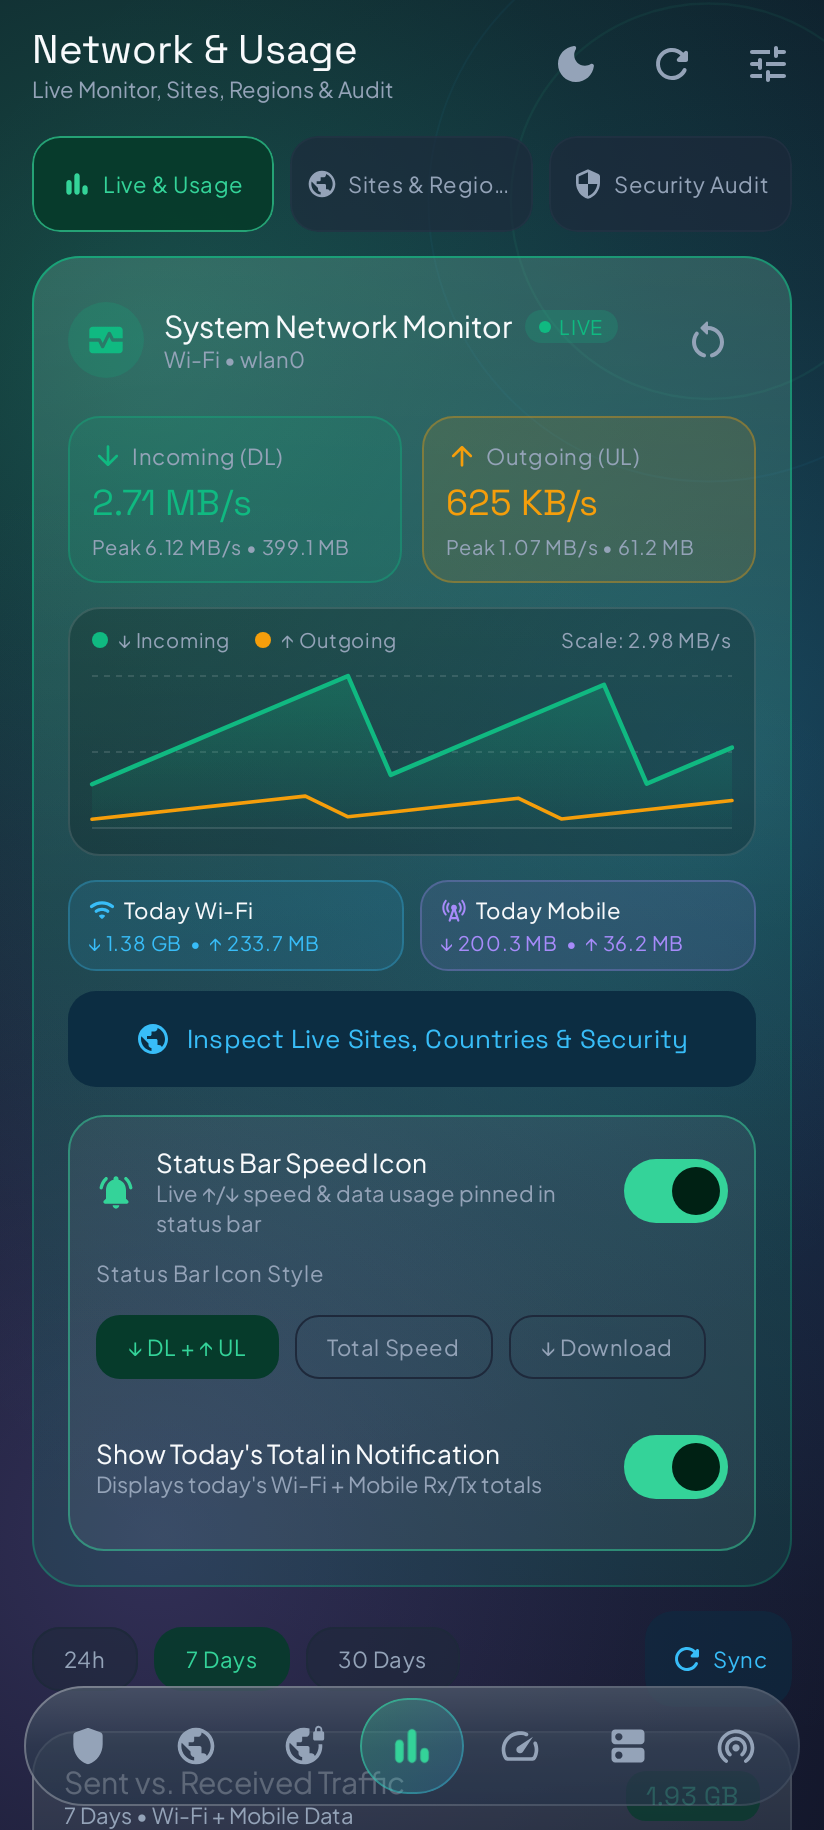 Network & Usage
Live Monitor, Sites, Regions & Audit
Live & Usage
Sites & Regio...
Security Audit
System Network Monitor
LIVE
Wi-Fi • wlan0
↓ Incoming (DL)
2.71 MB/s
Peak 6.12 MB/s • 399.1 MB
↑ Outgoing (UL)
625 KB/s
Peak 1.07 MB/s • 61.2 MB
↓ Incoming
↑ Outgoing
Scale: 2.98 MB/s
Today Wi-Fi
↓ 1.38 GB • ↑ 233.7 MB
Today Mobile
↓ 200.3 MB • ↑ 36.2 MB
Inspect Live Sites, Countries & Security
Status Bar Speed Icon
Live ↑/↓ speed & data usage pinned in
status bar
Status Bar Icon Style
↓ DL + ↑ UL
Total Speed
↓ Download
Show Today's Total in Notification
Displays today's Wi-Fi + Mobile Rx/Tx totals
24h
7 Days
30 Days
Sync
Sent vs. Received Traffic
1.93 GB
7 Days • Wi-Fi + Mobile Data